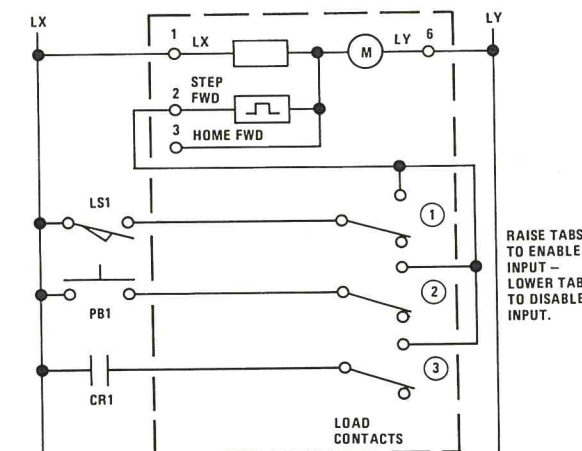 LX
LY
1
LX
LY
6
M
STEP
2
FWD
3
HOME FWD
LS1
1
RAISE TABS
TO ENABLE
INPUT –
LOWER TAB
TO DISABLE
INPUT.
2
PB1
3
CR1
LOAD
CONTACTS